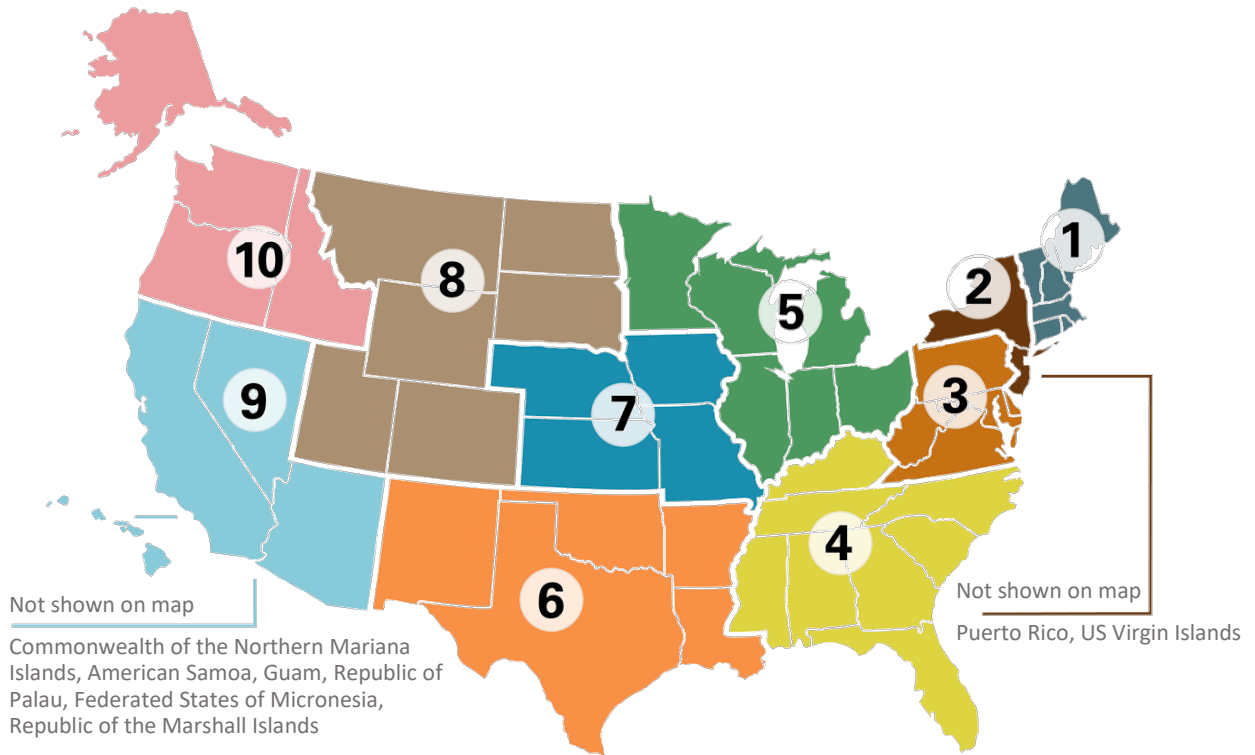 1
2
10
8
5
3
9
7
4
6
Not shown on map
Commonwealth of the Northern Mariana
Islands, American Samoa, Guam, Republic of
Palau, Federated States of Micronesia,
Republic of the Marshall Islands
Not shown on map
Puerto Rico, US Virgin Islands